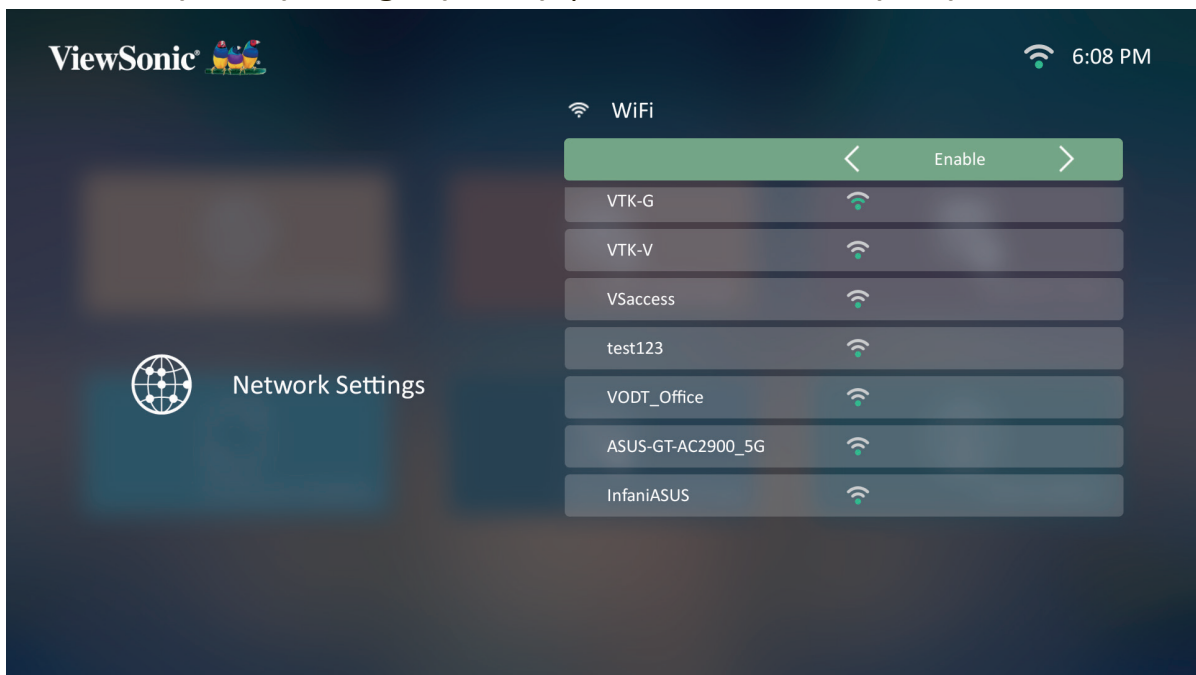 ViewSonic®
6:08 PM
WiFi
Enable
VTK-G
VTK-V
VSaccess
test123
Network Settings
VODT_Office
ASUS-GT-AC2900_5G
InfaniASUS